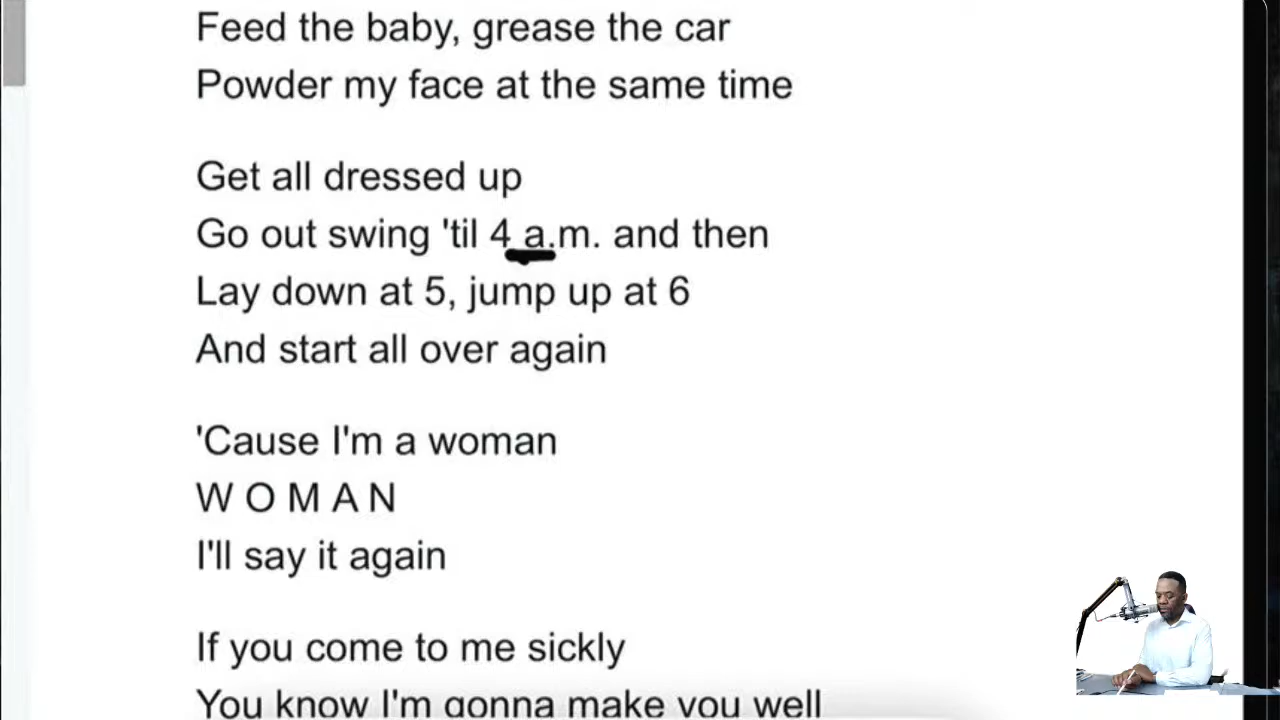 Feed the baby, grease the car
Powder my face at the same time
Get all dressed up
Go out swing 'til 4 a.m. and then
Lay down at 5, jump up at 6
And start all over again
'Cause I'm a woman
W O M A N
I'll say it again
If you come to me sickly
You know I'm gonna make you well